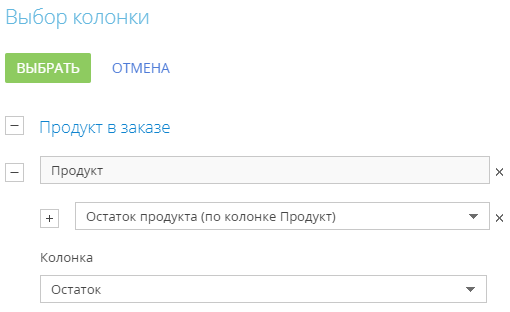 Выбор колонки
ВЫБРАТЬ ОТМЕНА
Продукт в заказе
Продукт
Остаток продукта (по колонке Продукт)
Колонка
Остаток